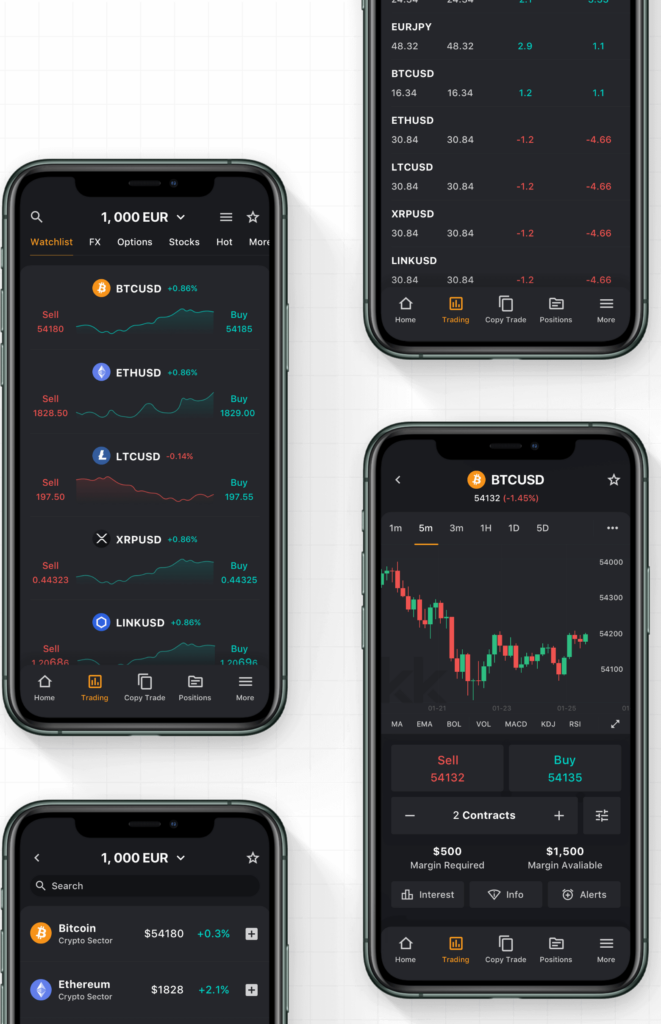 24.34 24.34 2.1 3.33
EURJPY
48.32 48.32 2.9 1.1
BTCUSD
16.34 16.34 1.2 1.1
ETHUSD
30.84 30.84 -1.2 -4.66
LTCUSD
30.84 30.84 -1.2 -4.66
XRPUSD
30.84 30.84 -1.2 -4.66
LINKUSD
30.84 30.84 -1.2 -4.66
Home Trading Copy Trade Positions More
1,000 EUR
Watchlist FX Options Stocks Hot More
BTCUSD +0.86%
Sell Buy
54180 54185
ETHUSD +0.86%
Sell Buy
1828.50 1829.00
LTCUSD -0.14%
Sell Buy
197.50 197.55
XRPUSD +0.86%
Sell Buy
0.44323 0.44325
LINKUSD +0.86%
Sell Buy
1.20686 1.20696
Home Trading Copy Trade Positions More
BTCUSD
54132 (-1.45%)
1m 5m 3m 1H 1D 5D
54000
54300
54200
54100
01-21 01-23 01-25 01
MA EMA BOL VOL MACD KDJ RSI
Sell Buy
54132 54135
− 2 Contracts +
$500 $1,500
Margin Required Margin Avaliable
Interest Info Alerts
Home Trading Copy Trade Positions More
1,000 EUR
Search
Bitcoin $54180 +0.3%
Crypto Sector
Ethereum $1828 +2.1%
Crypto Sector